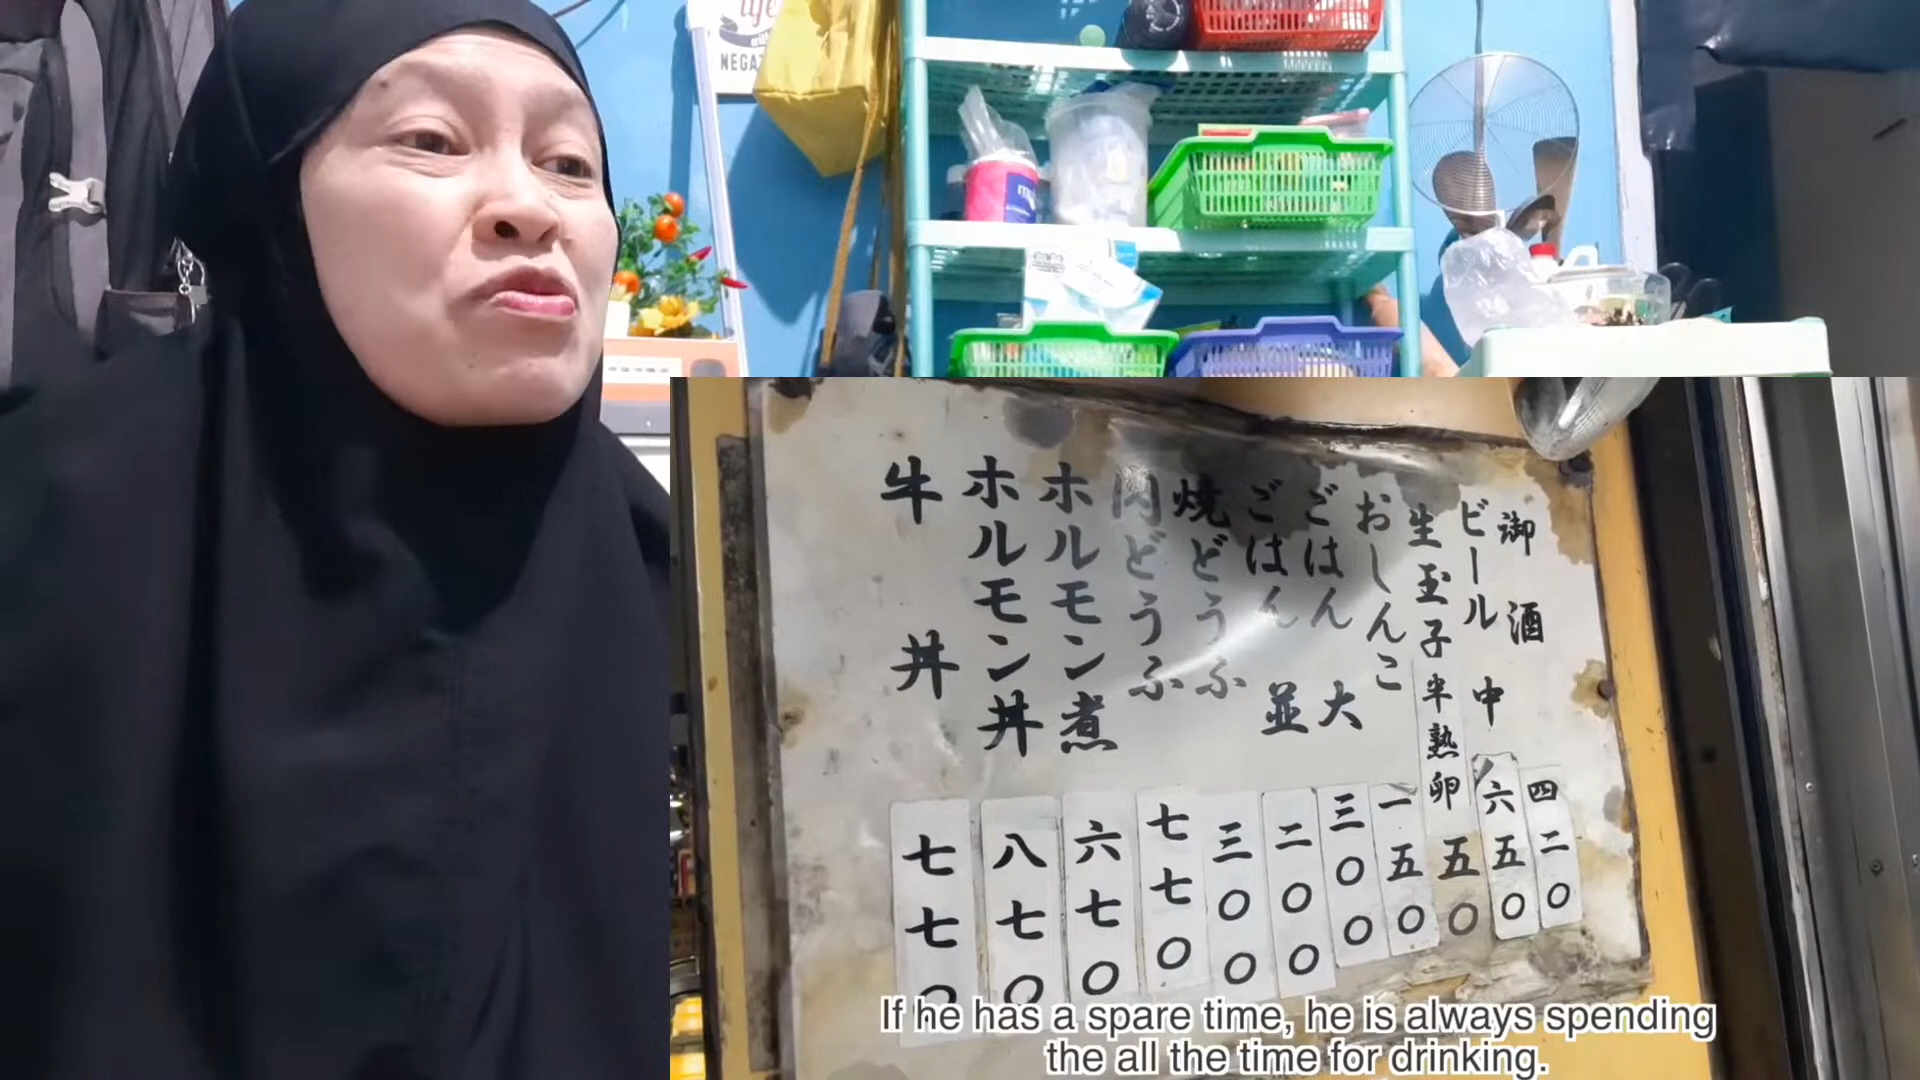 life
NEGAT
御酒 四二〇
ビール 中 六五〇
生玉子 半熟卵 五〇
おしんこ 一五〇
ごはん 大 三〇〇
ごはん 並 二〇〇
焼どうふ 三〇〇
肉どうふ 七七〇
ホルモン煮 六七〇
ホルモン丼 八七〇
牛丼 七七〇
If he has a spare time, he is always spending
the all the time for drinking.